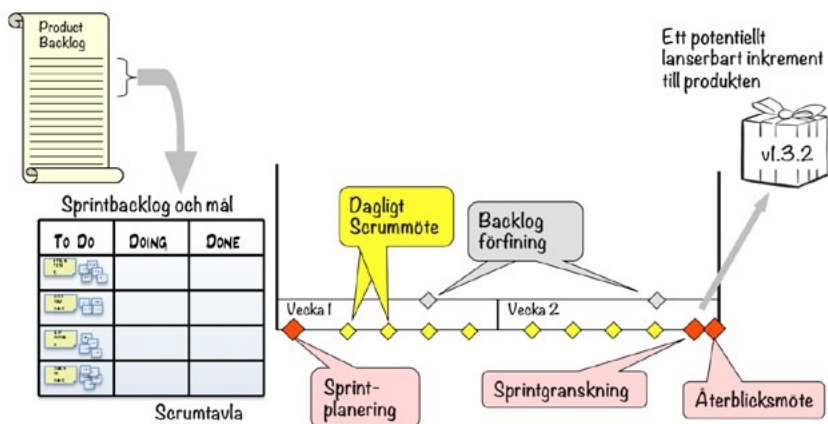 Product
Backlog
Ett potentiellt
lanserbart inkrement
till produkten
v1.3.2
Sprintbacklog och mål
TO DO
DOING
DONE
Dagligt
Scrummöte
Backlog
förfining
Vecka 1
Vecka 2
Sprint-
planering
Sprintgranskning
Återblicksmöte
Scrumtavla